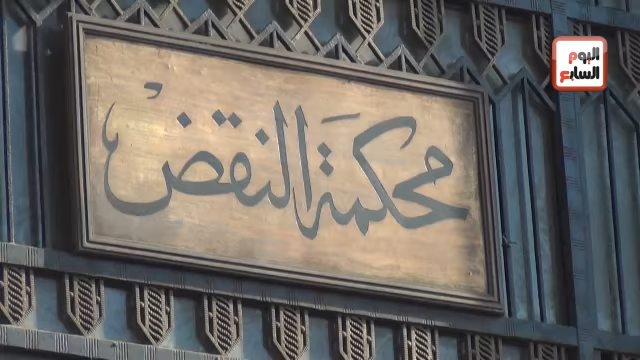 اليوم
السابع
محكمة النقض